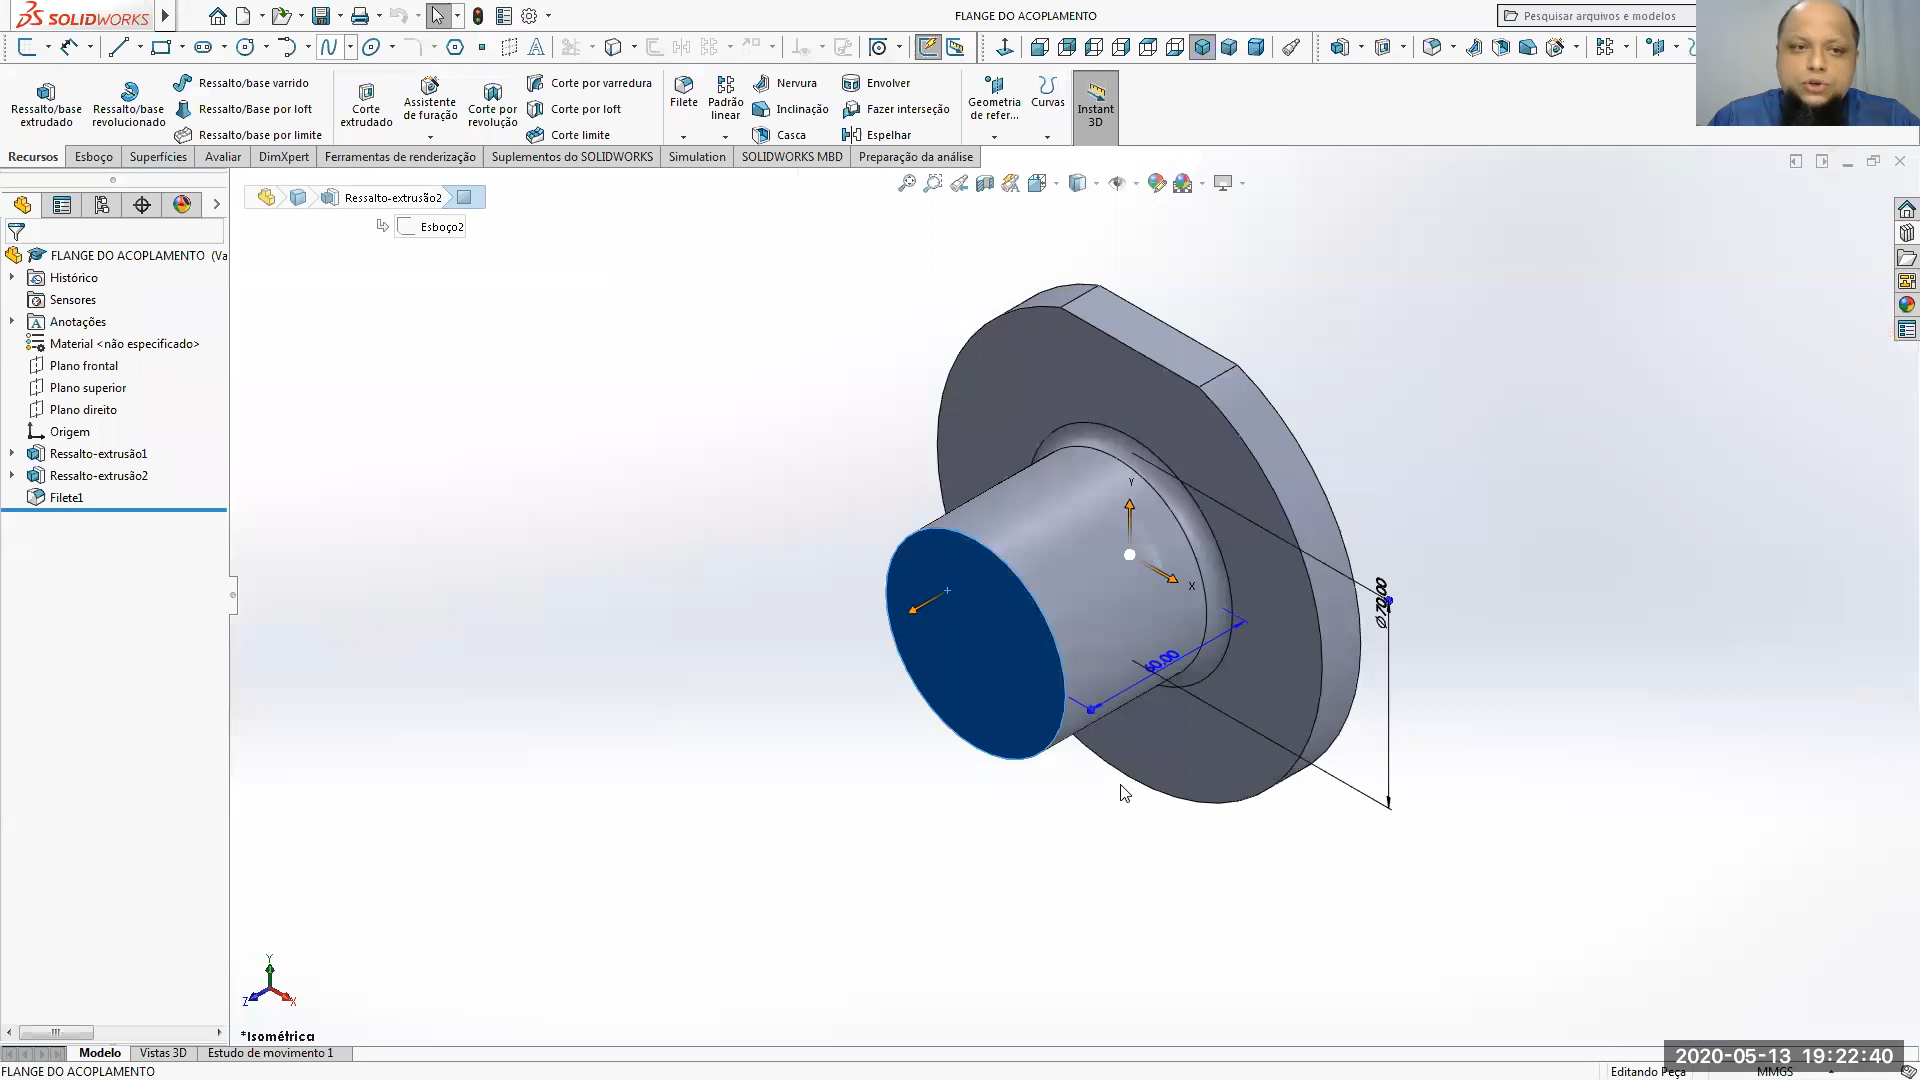 SOLIDWORKS
FLANGE DO ACOPLAMENTO
Pesquisar arquivos e modelos
Ressalto/base extrudado
Ressalto/base revolucionado
Ressalto/base varrido
Ressalto/base por loft
Ressalto/base por limite
Corte extrudado
Assistente de furação
Corte por revolução
Corte por varredura
Corte por loft
Corte limite
Filete
Padrão linear
Nervura
Inclinação
Casca
Envolver
Fazer interseção
Espelhar
Geometria de refer...
Curvas
Instant 3D
Recursos
Esboço
Superfícies
Avaliar
DimXpert
Ferramentas de renderização
Suplementos do SOLIDWORKS
Simulation
SOLIDWORKS MBD
Preparação da análise
Ressalto-extrusão2
Esboço2
FLANGE DO ACOPLAMENTO (Va
Histórico
Sensores
Anotações
Material <não especificado>
Plano frontal
Plano superior
Plano direito
Origem
Ressalto-extrusão1
Ressalto-extrusão2
Filete1
Y
X
60.00
Ø70.00
Y
Z
X
*Isométrica
Modelo
Vistas 3D
Estudo de movimento 1
2020-05-13 19:22:40
FLANGE DO ACOPLAMENTO
Editando Peça
MMGS